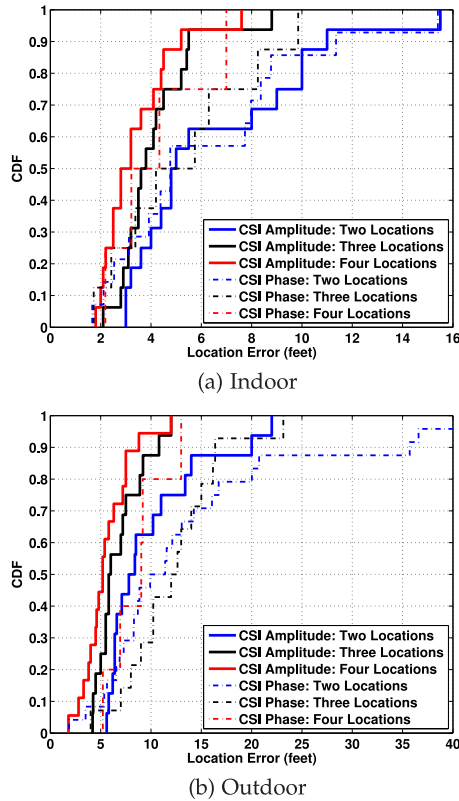 1
0.9
0.8
0.7
0.6
0.5
0.4
0.3
0.2
0.1
0
CDF
CSI Amplitude: Two Locations
CSI Amplitude: Three Locations
CSI Amplitude: Four Locations
CSI Phase: Two Locations
CSI Phase: Three Locations
CSI Phase: Four Locations
0 2 4 6 8 10 12 14 16
Location Error (feet)
(a) Indoor
1
0.9
0.8
0.7
0.6
0.5
0.4
0.3
0.2
0.1
0
CDF
CSI Amplitude: Two Locations
CSI Amplitude: Three Locations
CSI Amplitude: Four Locations
CSI Phase: Two Locations
CSI Phase: Three Locations
CSI Phase: Four Locations
0 5 10 15 20 25 30 35 40
Location Error (feet)
(b) Outdoor